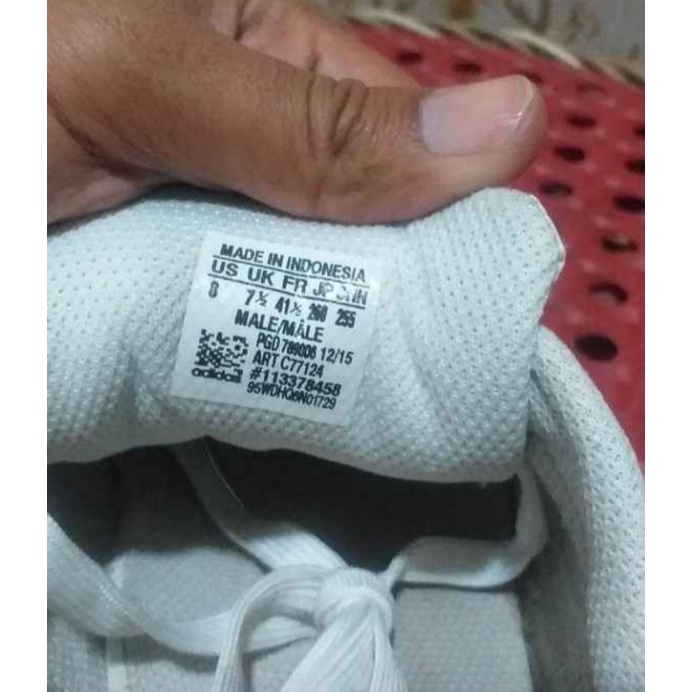 MADE IN INDONESIA
US UK FR JP CHN
8 7½ 41⅓ 260 255
MALE/MÂLE
PGD 789006 12/15
ART C77124
adidas
#113378458
95WDHQ6N01729